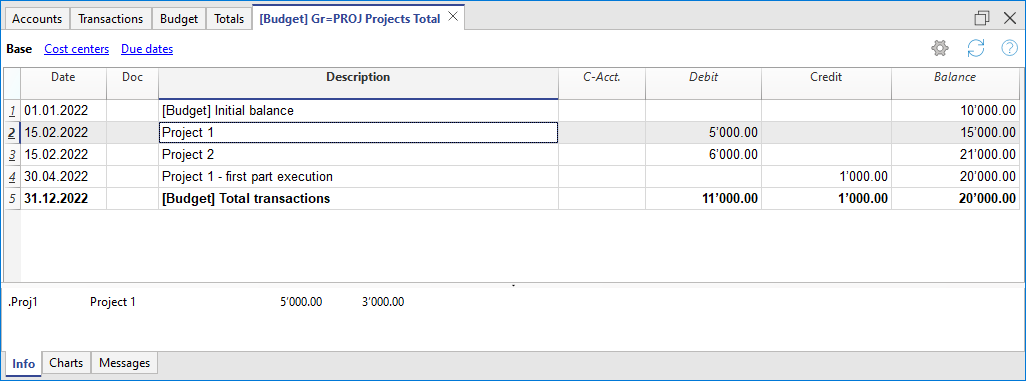 Accounts Transactions Budget Totals [Budget] Gr=PROJ Projects Total
Base Cost centers Due dates
Date Doc Description C-Acct. Debit Credit Balance
1 01.01.2022 [Budget] Initial balance 10'000.00
2 15.02.2022 Project 1 5'000.00 15'000.00
3 15.02.2022 Project 2 6'000.00 21'000.00
4 30.04.2022 Project 1 - first part execution 1'000.00 20'000.00
5 31.12.2022 [Budget] Total transactions 11'000.00 1'000.00 20'000.00
.Proj1 Project 1 5'000.00 3'000.00
Info Charts Messages